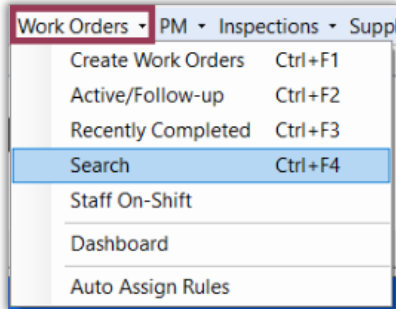 Work Orders PM Inspections Suppl
Create Work Orders Ctrl+F1
Active/Follow-up Ctrl+F2
Recently Completed Ctrl+F3
Search Ctrl+F4
Staff On-Shift
Dashboard
Auto Assign Rules